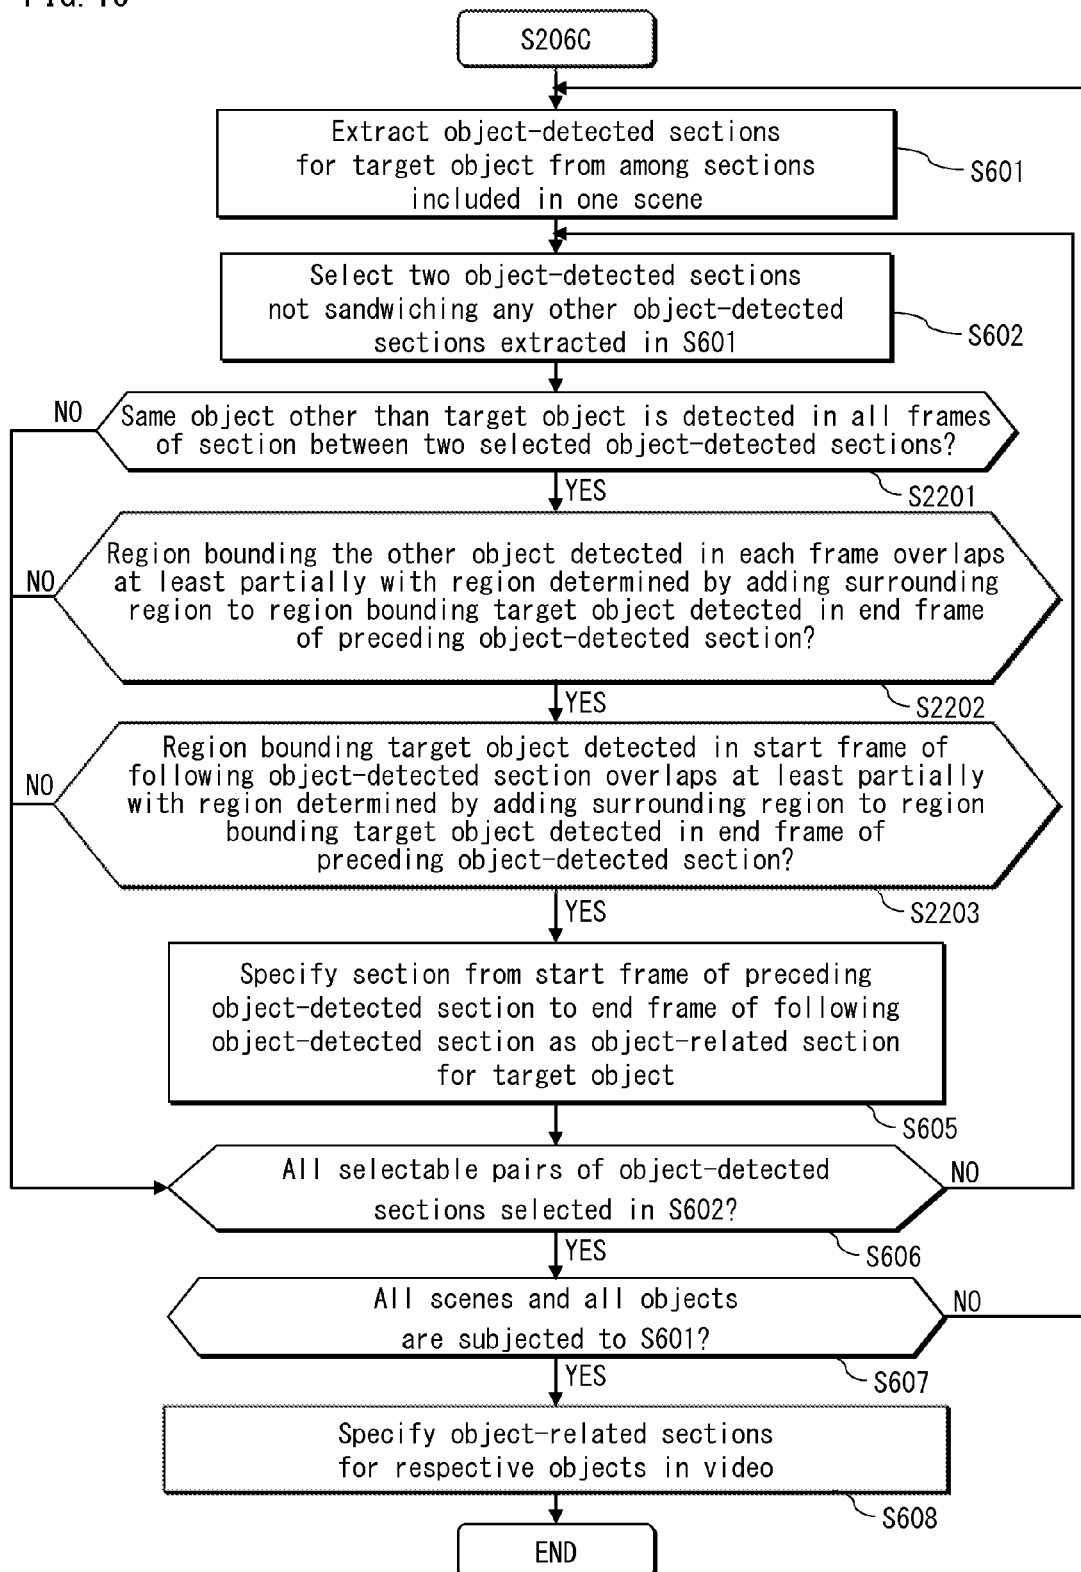 S206C
Extract object-detected sections
for target object from among sections
included in one scene
S601
Select two object-detected sections
not sandwiching any other object-detected
sections extracted in S601
S602
NO
Same object other than target object is detected in all frames
of section between two selected object-detected sections?
S2201
YES
Region bounding the other object detected in each frame overlaps
at least partially with region determined by adding surrounding
region to region bounding target object detected in end frame
of preceding object-detected section?
NO
S2202
YES
Region bounding target object detected in start frame of
following object-detected section overlaps at least partially
with region determined by adding surrounding region to region
bounding target object detected in end frame of
preceding object-detected section?
NO
S2203
YES
Specify section from start frame of preceding
object-detected section to end frame of following
object-detected section as object-related section
for target object
S605
All selectable pairs of object-detected
sections selected in S602?
NO
S606
YES
All scenes and all objects
are subjected to S601?
NO
S607
YES
Specify object-related sections
for respective objects in video
S608
END